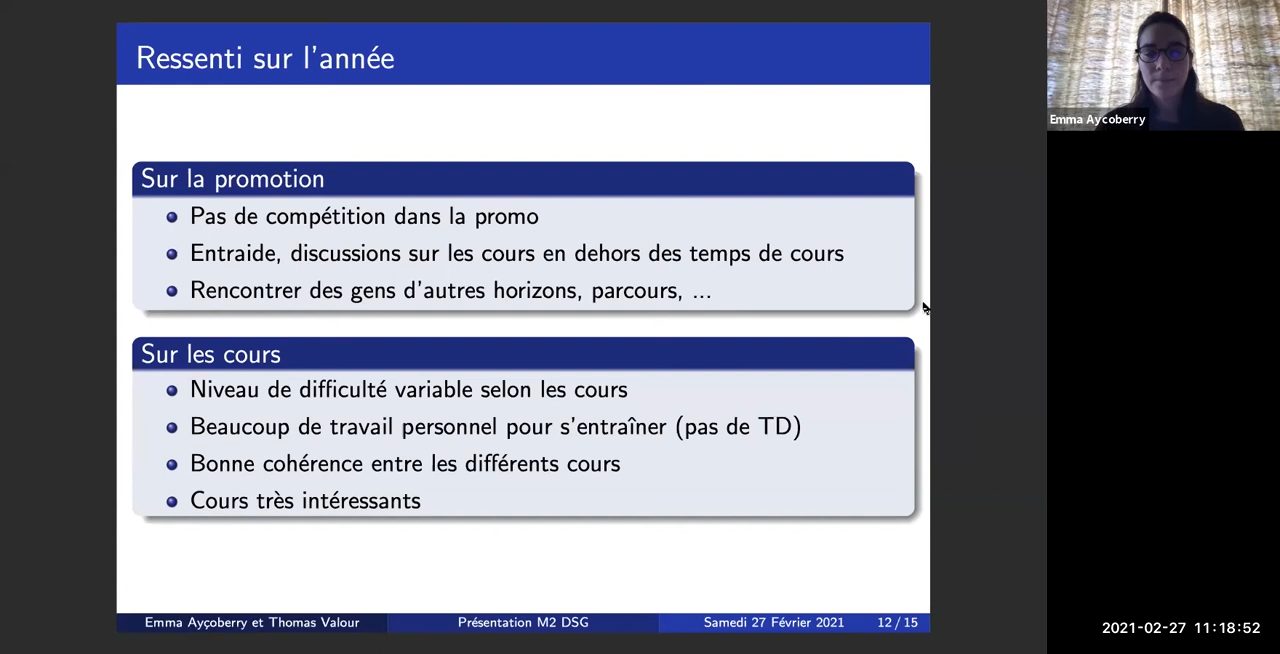 Ressenti sur l'année
Sur la promotion
Pas de compétition dans la promo
Entraide, discussions sur les cours en dehors des temps de cours
Rencontrer des gens d'autres horizons, parcours, ...
Sur les cours
Niveau de difficulté variable selon les cours
Beaucoup de travail personnel pour s'entraîner (pas de TD)
Bonne cohérence entre les différents cours
Cours très intéressants
Emma Ayçoberry et Thomas Valour
Présentation M2 DSG
Samedi 27 Février 2021
12 / 15
Emma Aycoberry
2021-02-27 11:18:52